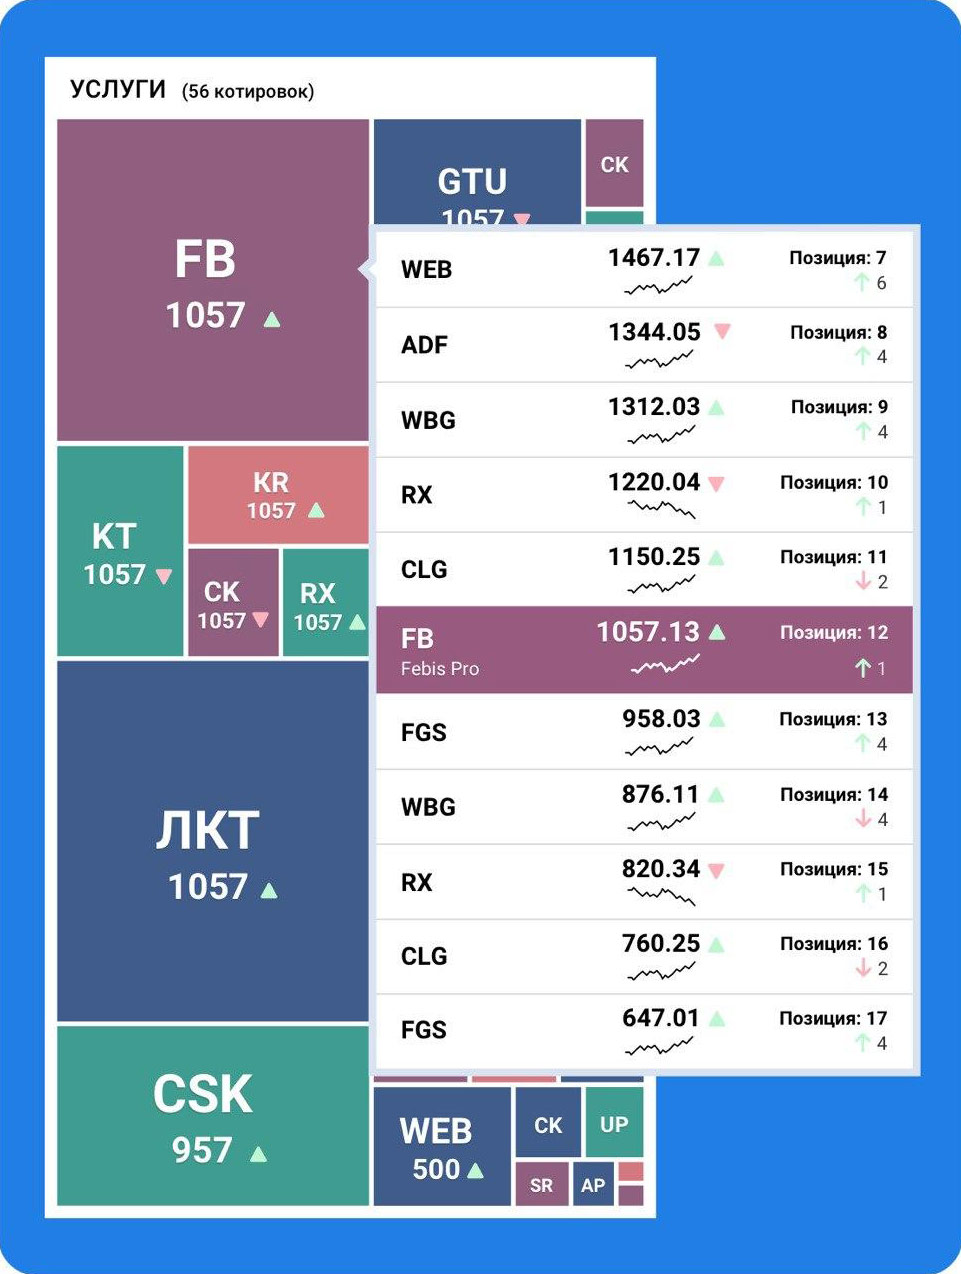 УСЛУГИ (56 котировок)
FB
1057
GTU
1057
CK
KT
1057
KR
1057
CK
1057
RX
1057
ЛКТ
1057
CSK
957
WEB 1467.17 Позиция: 7
6
ADF 1344.05 Позиция: 8
4
WBG 1312.03 Позиция: 9
4
RX 1220.04 Позиция: 10
1
CLG 1150.25 Позиция: 11
2
FB 1057.13 Позиция: 12
Febis Pro 1
FGS 958.03 Позиция: 13
4
WBG 876.11 Позиция: 14
4
RX 820.34 Позиция: 15
1
CLG 760.25 Позиция: 16
2
FGS 647.01 Позиция: 17
4
WEB
500
CK
UP
SR
AP